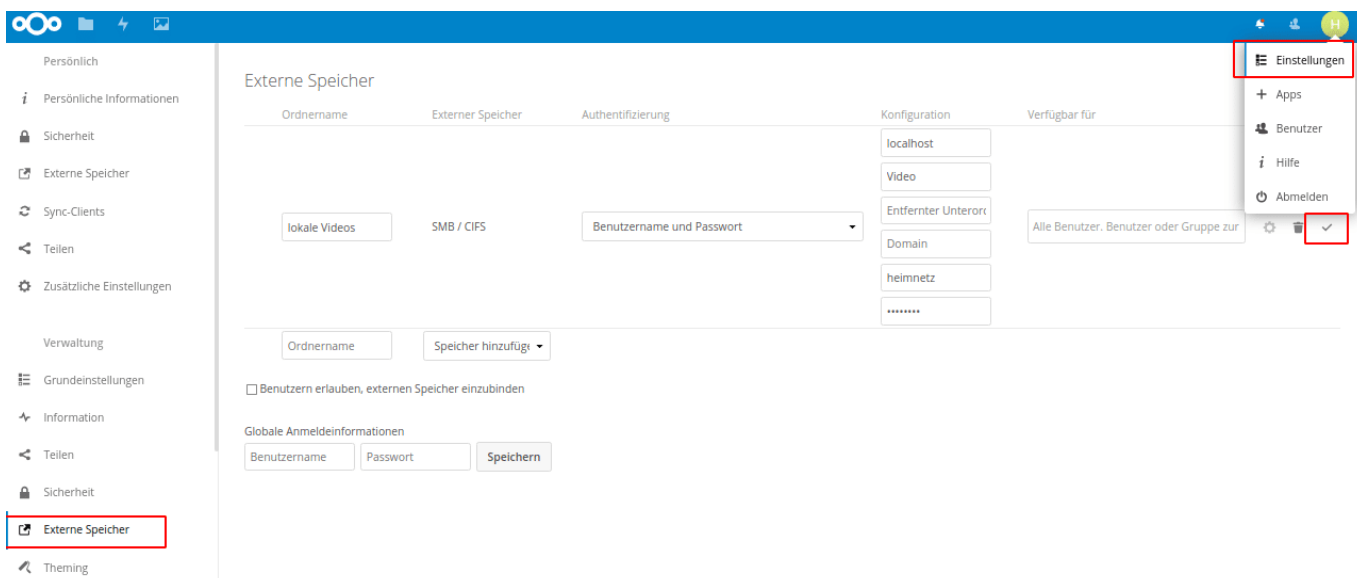 H
Einstellungen
Apps
Benutzer
Hilfe
Abmelden
Persönlich
Persönliche Informationen
Sicherheit
Externe Speicher
Sync-Clients
Teilen
Zusätzliche Einstellungen
Verwaltung
Grundeinstellungen
Information
Teilen
Sicherheit
Externe Speicher
Theming
Externe Speicher
Ordnername Externer Speicher Authentifizierung Konfiguration Verfügbar für
lokale Videos SMB / CIFS Benutzername und Passwort
localhost
Video
Entfernter Unterord
Domain
heimnetz
••••••••
Alle Benutzer. Benutzer oder Gruppe zur
Ordnername Speicher hinzufüge
Benutzern erlauben, externen Speicher einzubinden
Globale Anmeldeinformationen
Benutzername Passwort Speichern